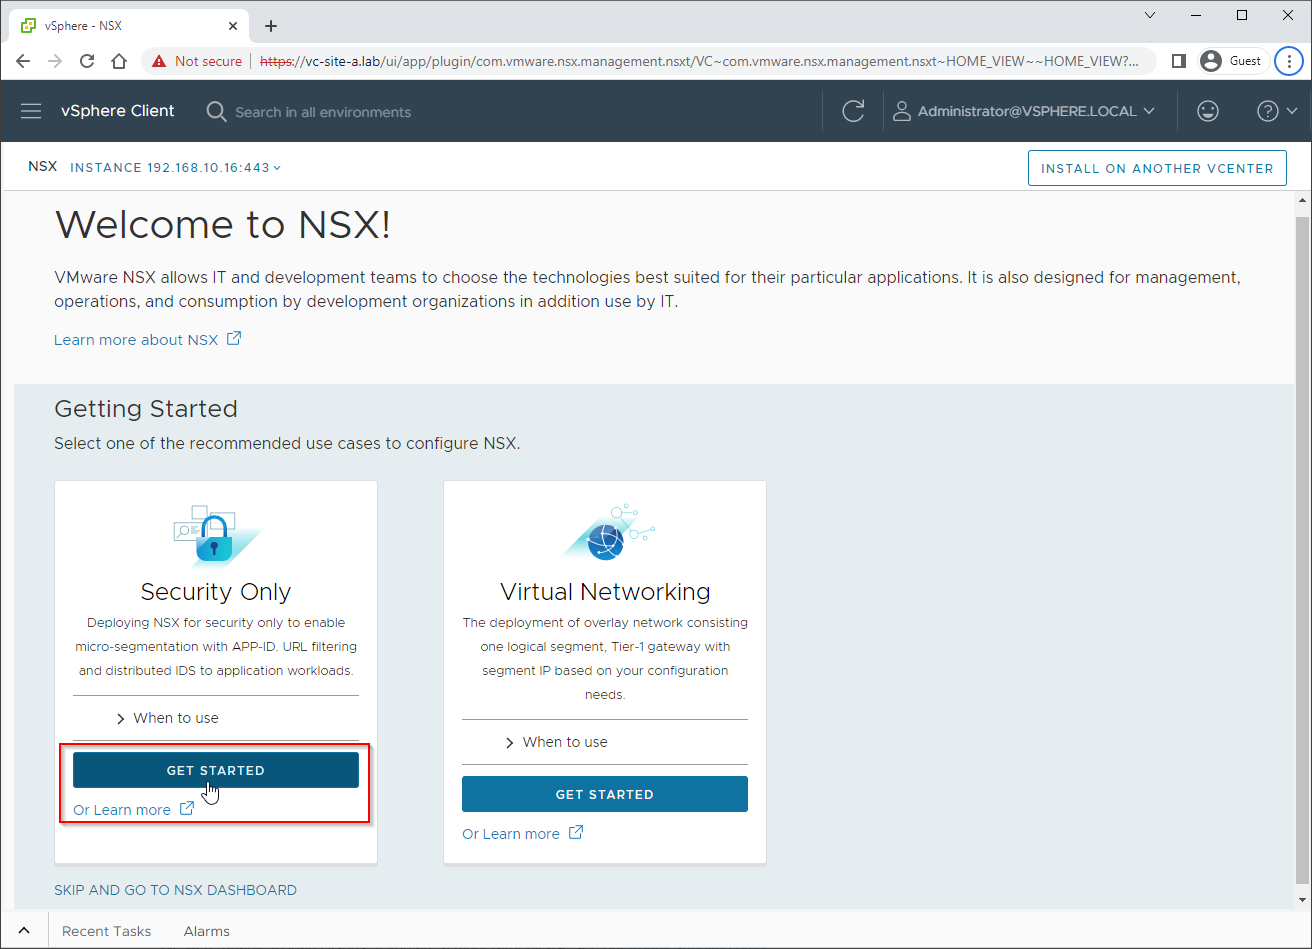 vSphere - NSX
Not secure https://vc-site-a.lab/ui/app/plugin/com.vmware.nsx.management.nsxt/VC~com.vmware.nsx.management.nsxt~HOME_VIEW~~HOME_VIEW?... Guest
vSphere Client Search in all environments Administrator@VSPHERE.LOCAL
NSX INSTANCE 192.168.10.16:443 INSTALL ON ANOTHER VCENTER
Welcome to NSX!
VMware NSX allows IT and development teams to choose the technologies best suited for their particular applications. It is also designed for management,
operations, and consumption by development organizations in addition use by IT.
Learn more about NSX
Getting Started
Select one of the recommended use cases to configure NSX.
Security Only
Deploying NSX for security only to enable
micro-segmentation with APP-ID. URL filtering
and distributed IDS to application workloads.
When to use
GET STARTED
Or Learn more
Virtual Networking
The deployment of overlay network consisting
one logical segment, Tier-1 gateway with
segment IP based on your configuration
needs.
When to use
GET STARTED
Or Learn more
SKIP AND GO TO NSX DASHBOARD
Recent Tasks Alarms